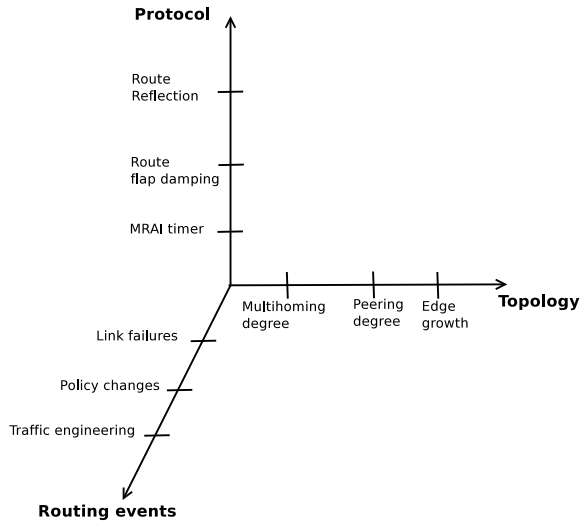 Protocol
Route
Reflection
Route
flap damping
MRAI timer
Multihoming
degree
Peering
degree
Edge
growth
Topology
Link failures
Policy changes
Traffic engineering
Routing events